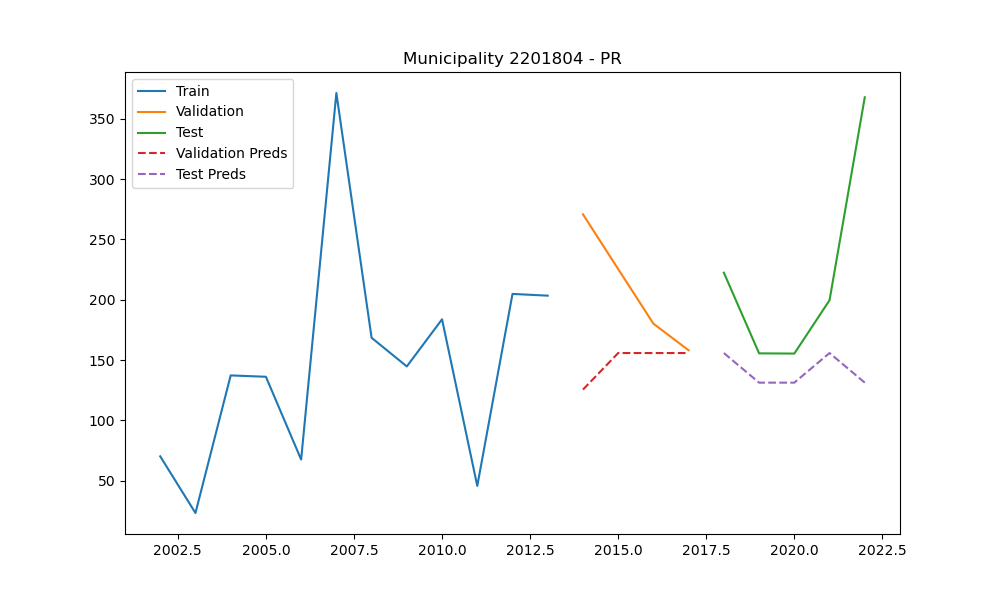 Municipality 2201804 - PR
Train
Validation
Test
Validation Preds
Test Preds
350
300
250
200
150
100
50
2002.5 2005.0 2007.5 2010.0 2012.5 2015.0 2017.5 2020.0 2022.5